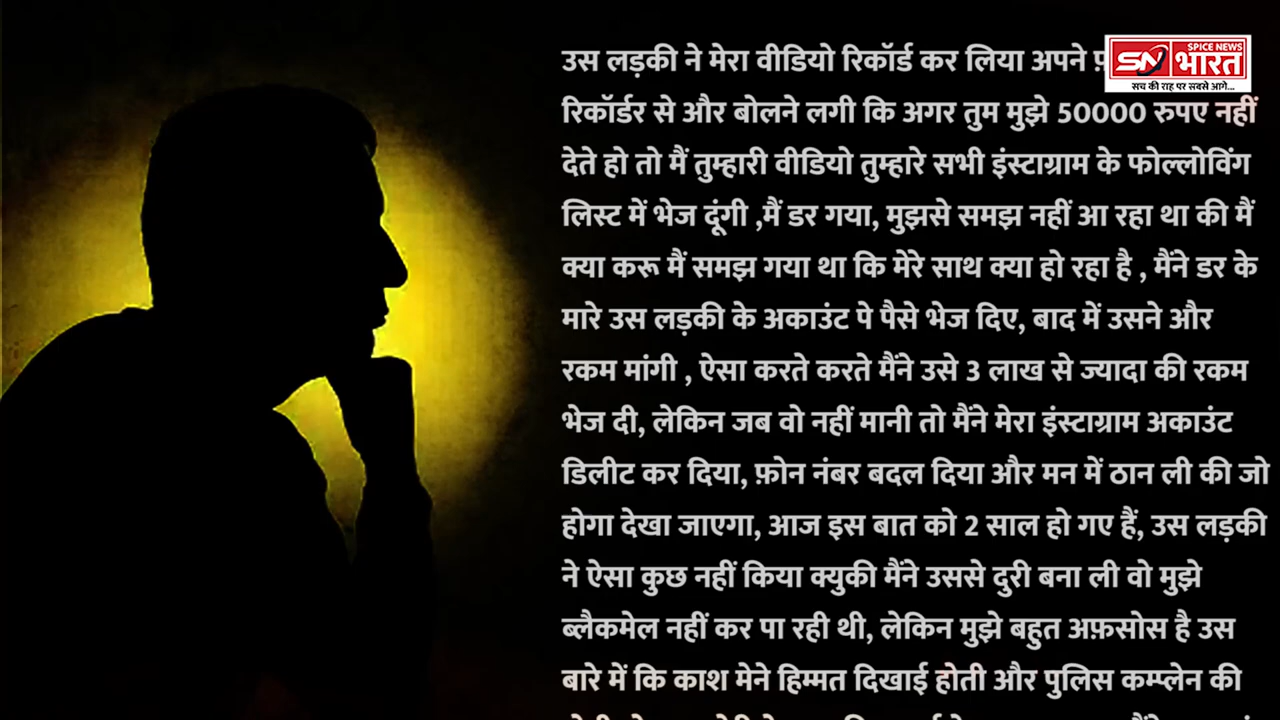 उस लड़की ने मेरा वीडियो रिकॉर्ड कर लिया अपने
रिकॉर्डर से और बोलने लगी कि अगर तुम मुझे 50000 रुपए नहीं
देते हो तो मैं तुम्हारी वीडियो तुम्हारे सभी इंस्टाग्राम के फोल्लोविंग
लिस्ट में भेज दूंगी ,मैं डर गया, मुझसे समझ नहीं आ रहा था की मैं
क्या करू मैं समझ गया था कि मेरे साथ क्या हो रहा है , मैंने डर के
मारे उस लड़की के अकाउंट पे पैसे भेज दिए, बाद में उसने और
रकम मांगी , ऐसा करते करते मैंने उसे 3 लाख से ज्यादा की रकम
भेज दी, लेकिन जब वो नहीं मानी तो मैंने मेरा इंस्टाग्राम अकाउंट
डिलीट कर दिया, फ़ोन नंबर बदल दिया और मन में ठान ली की जो
होगा देखा जाएगा, आज इस बात को 2 साल हो गए हैं, उस लड़की
ने ऐसा कुछ नहीं किया क्युकी मैंने उससे दुरी बना ली वो मुझे
ब्लैकमेल नहीं कर पा रही थी, लेकिन मुझे बहुत अफ़सोस है उस
बारे में कि काश मेने हिम्मत दिखाई होती और पुलिस कम्प्लेन की
SPICE NEWS
SN भारत
सच की राह पर सबसे आगे...